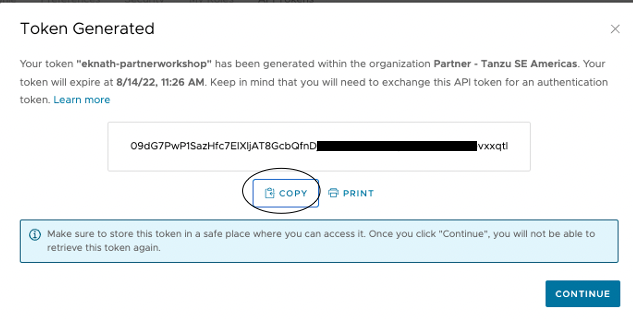 Token Generated
Your token "eknath-partnerworkshop" has been generated within the organization Partner - Tanzu SE Americas. Your
token will expire at 8/14/22, 11:26 AM. Keep in mind that you will need to exchange this API token for an authentication
token. Learn more
09dG7PwP1SazHfc7ElXljAT8GcbQfnD vvxxqtl
COPY PRINT
Make sure to store this token in a safe place where you can access it. Once you click "Continue", you will not be able to
retrieve this token again.
CONTINUE